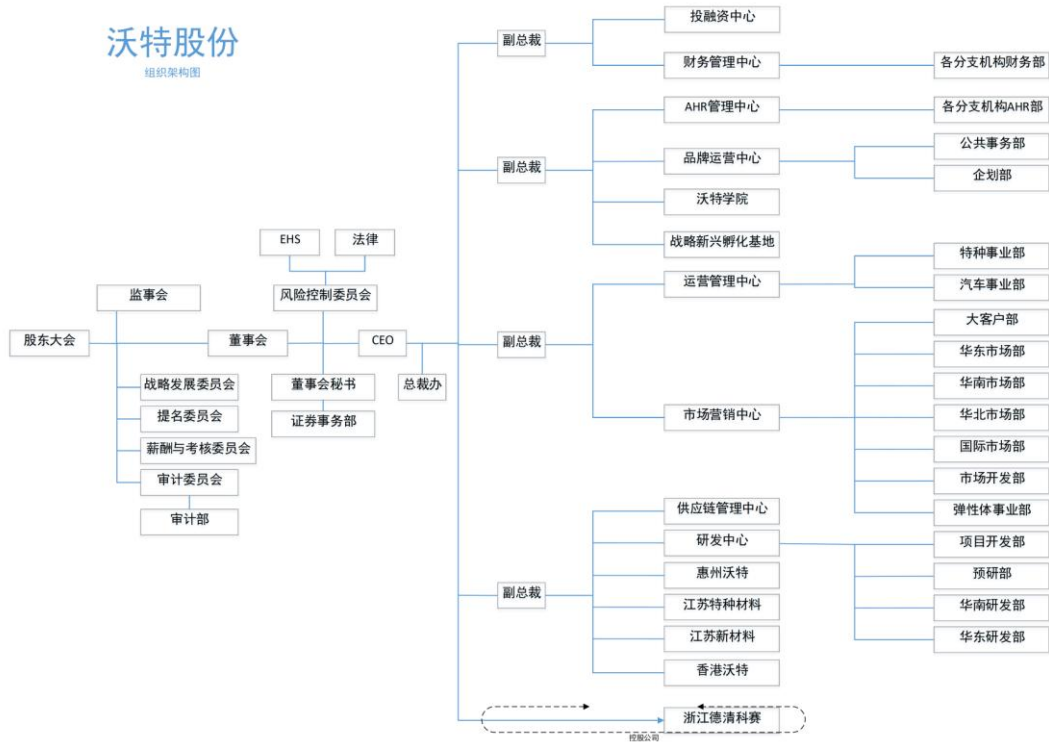 沃特股份
组织架构图
股东大会
监事会
战略发展委员会
提名委员会
薪酬与考核委员会
审计委员会
审计部
董事会
EHS
法律
风险控制委员会
董事会秘书
证券事务部
CEO
总裁办
副总裁
投融资中心
财务管理中心
各分支机构财务部
副总裁
AHR管理中心
各分支机构AHR部
品牌运营中心
公共事务部
企划部
沃特学院
战略新兴孵化基地
副总裁
运营管理中心
特种事业部
汽车事业部
市场营销中心
大客户部
华东市场部
华南市场部
华北市场部
国际市场部
市场开发部
弹性体事业部
副总裁
供应链管理中心
研发中心
项目开发部
预研部
华南研发部
华东研发部
惠州沃特
江苏特种材料
江苏新材料
香港沃特
浙江德清科赛
控股公司